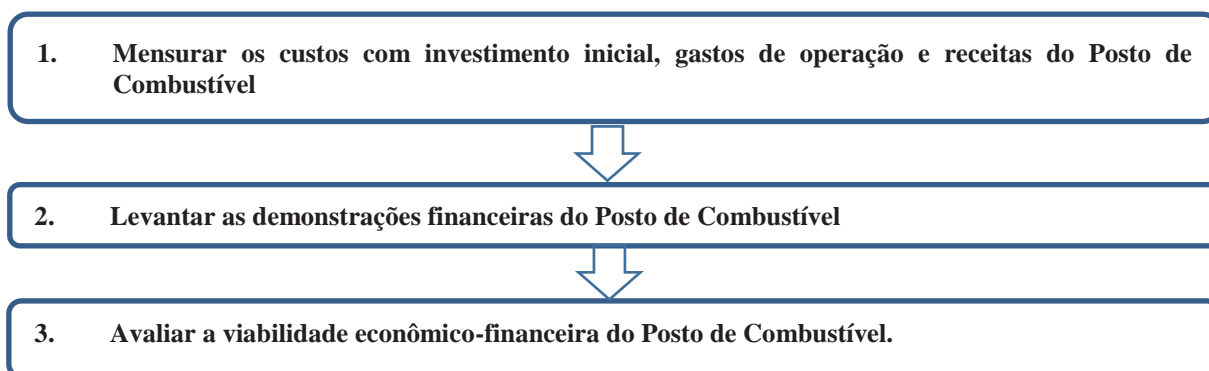 1. Mensurar os custos com investimento inicial, gastos de operação e receitas do Posto de
Combustível
2. Levantar as demonstrações financeiras do Posto de Combustível
3. Avaliar a viabilidade econômico-financeira do Posto de Combustível.